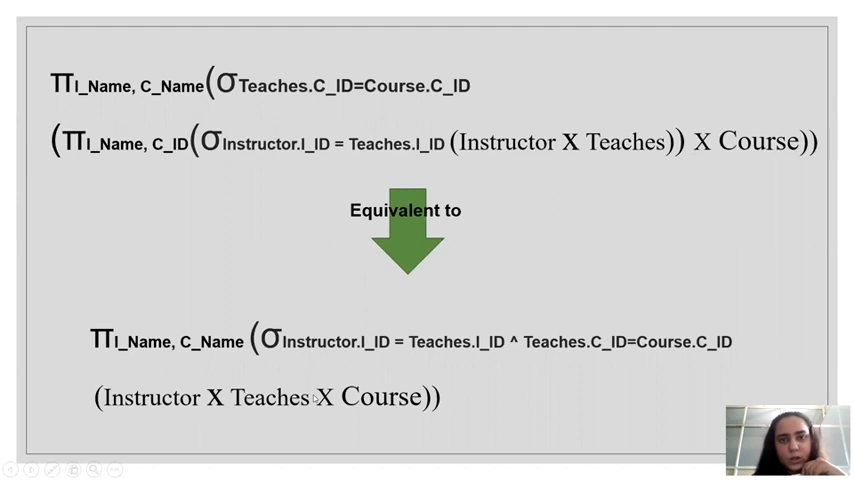 πI_Name, C_Name(σTeaches.C_ID=Course.C_ID
(πI_Name, C_ID(σInstructor.I_ID = Teaches.I_ID (Instructor X Teaches)) X Course))
Equivalent to
πI_Name, C_Name (σInstructor.I_ID = Teaches.I_ID ^ Teaches.C_ID=Course.C_ID
(Instructor X Teaches X Course))